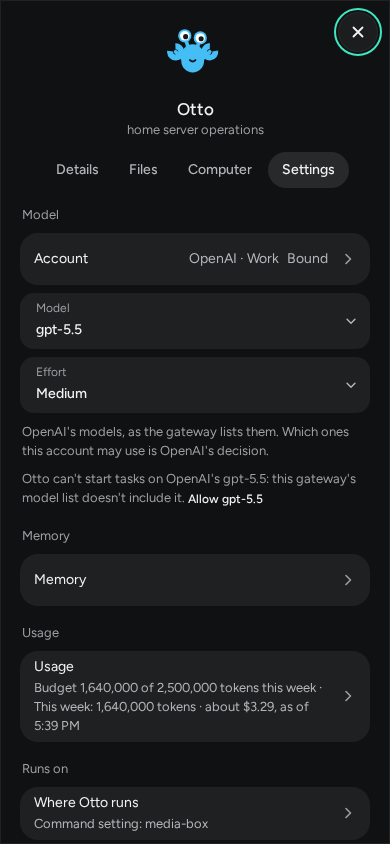 Otto
home server operations
Details Files Computer Settings
Model
Account OpenAI · Work Bound
Model
gpt-5.5
Effort
Medium
OpenAI's models, as the gateway lists them. Which ones
this account may use is OpenAI's decision.
Otto can't start tasks on OpenAI's gpt-5.5: this gateway's
model list doesn't include it. Allow gpt-5.5
Memory
Memory
Usage
Usage
Budget 1,640,000 of 2,500,000 tokens this week ·
This week: 1,640,000 tokens · about $3.29, as of
5:39 PM
Runs on
Where Otto runs
Command setting: media-box